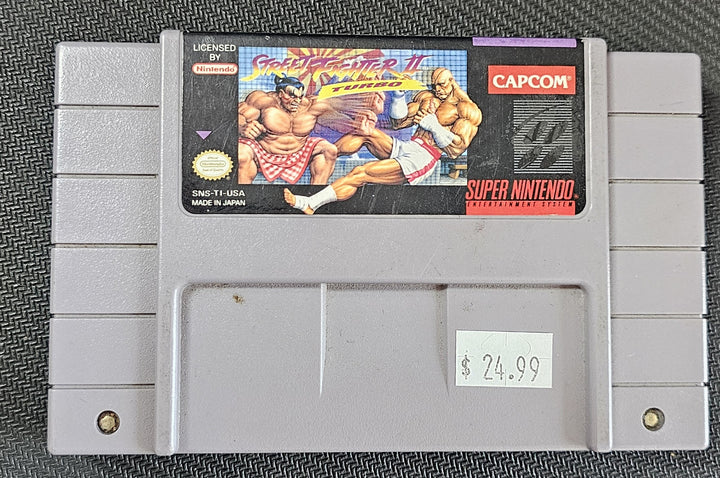 LICENSED
BY
Nintendo
STREET FIGHTER II
TURBO
CAPCOM
SNS-TI-USA
MADE IN JAPAN
SUPER NINTENDO
ENTERTAINMENT SYSTEM
$ 24.99